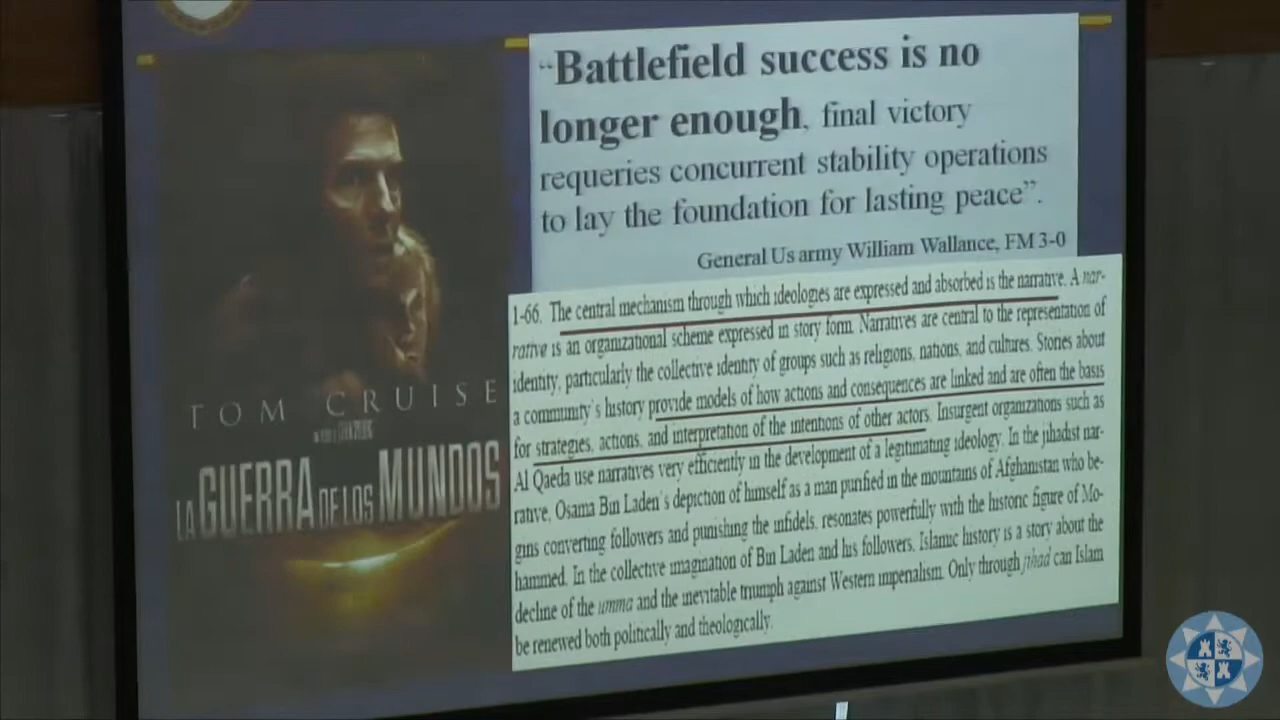 TOM CRUISE
LA GUERRA DE LOS MUNDOS
“Battlefield success is no
longer enough, final victory
requeries concurrent stability operations
to lay the foundation for lasting peace”.
General Us army William Wallance, FM 3-0
1-66. The central mechanism through which ideologies are expressed and absorbed is the narrative. A nar-
rative is an organizational scheme expressed in story form. Narratives are central to the representation of
identity, particularly the collective identity of groups such as religions, nations, and cultures. Stories about
a community’s history provide models of how actions and consequences are linked and are often the basis
for strategies, actions, and interpretation of the intentions of other actors. Insurgent organizations such as
Al Qaeda use narratives very efficiently in the development of a legitimating ideology. In the jihadist nar-
rative, Osama Bin Laden’s depiction of himself as a man purified in the mountains of Afghanistan who be-
gins converting followers and punishing the infidels, resonates powerfully with the historic figure of Mo-
hammed. In the collective imagination of Bin Laden and his followers, Islamic history is a story about the
decline of the umma and the inevitable triumph against Western imperialism. Only through jihad can Islam
be renewed both politically and theologically.